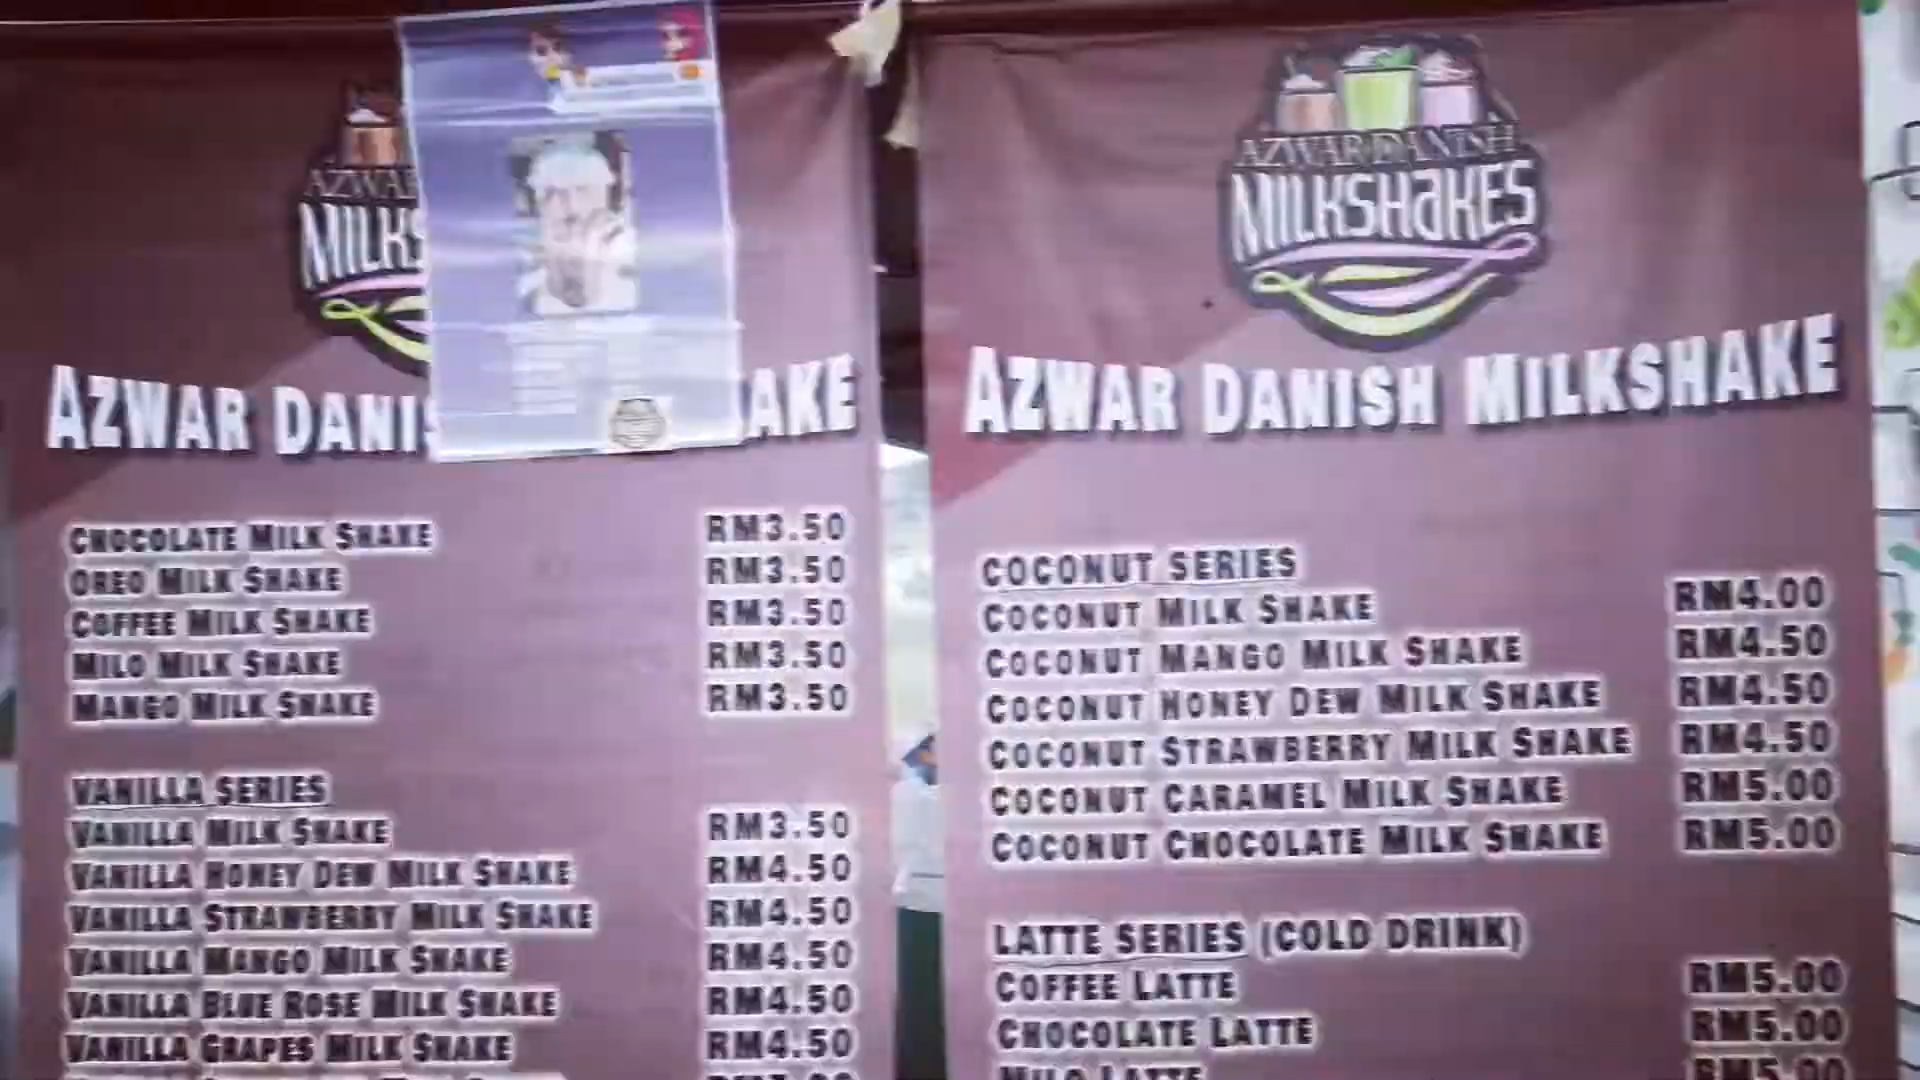 AZWAR
MILKS
AZWAR DANIS
AKE
CHOCOLATE MILK SHAKE RM3.50
OREO MILK SHAKE RM3.50
COFFEE MILK SHAKE RM3.50
MILO MILK SHAKE RM3.50
MANGO MILK SHAKE RM3.50
VANILLA SERIES
VANILLA MILK SHAKE RM3.50
VANILLA HONEY DEW MILK SHAKE RM4.50
VANILLA STRAWBERRY MILK SHAKE RM4.50
VANILLA MANGO MILK SHAKE RM4.50
VANILLA BLUE ROSE MILK SHAKE RM4.50
VANILLA GRAPES MILK SHAKE RM4.50
AZWAR DANISH
MILKSHAKES
AZWAR DANISH MILKSHAKE
COCONUT SERIES
COCONUT MILK SHAKE RM4.00
COCONUT MANGO MILK SHAKE RM4.50
COCONUT HONEY DEW MILK SHAKE RM4.50
COCONUT STRAWBERRY MILK SHAKE RM4.50
COCONUT CARAMEL MILK SHAKE RM5.00
COCONUT CHOCOLATE MILK SHAKE RM5.00
LATTE SERIES (COLD DRINK)
COFFEE LATTE RM5.00
CHOCOLATE LATTE RM5.00
MILO LATTE RM5.00